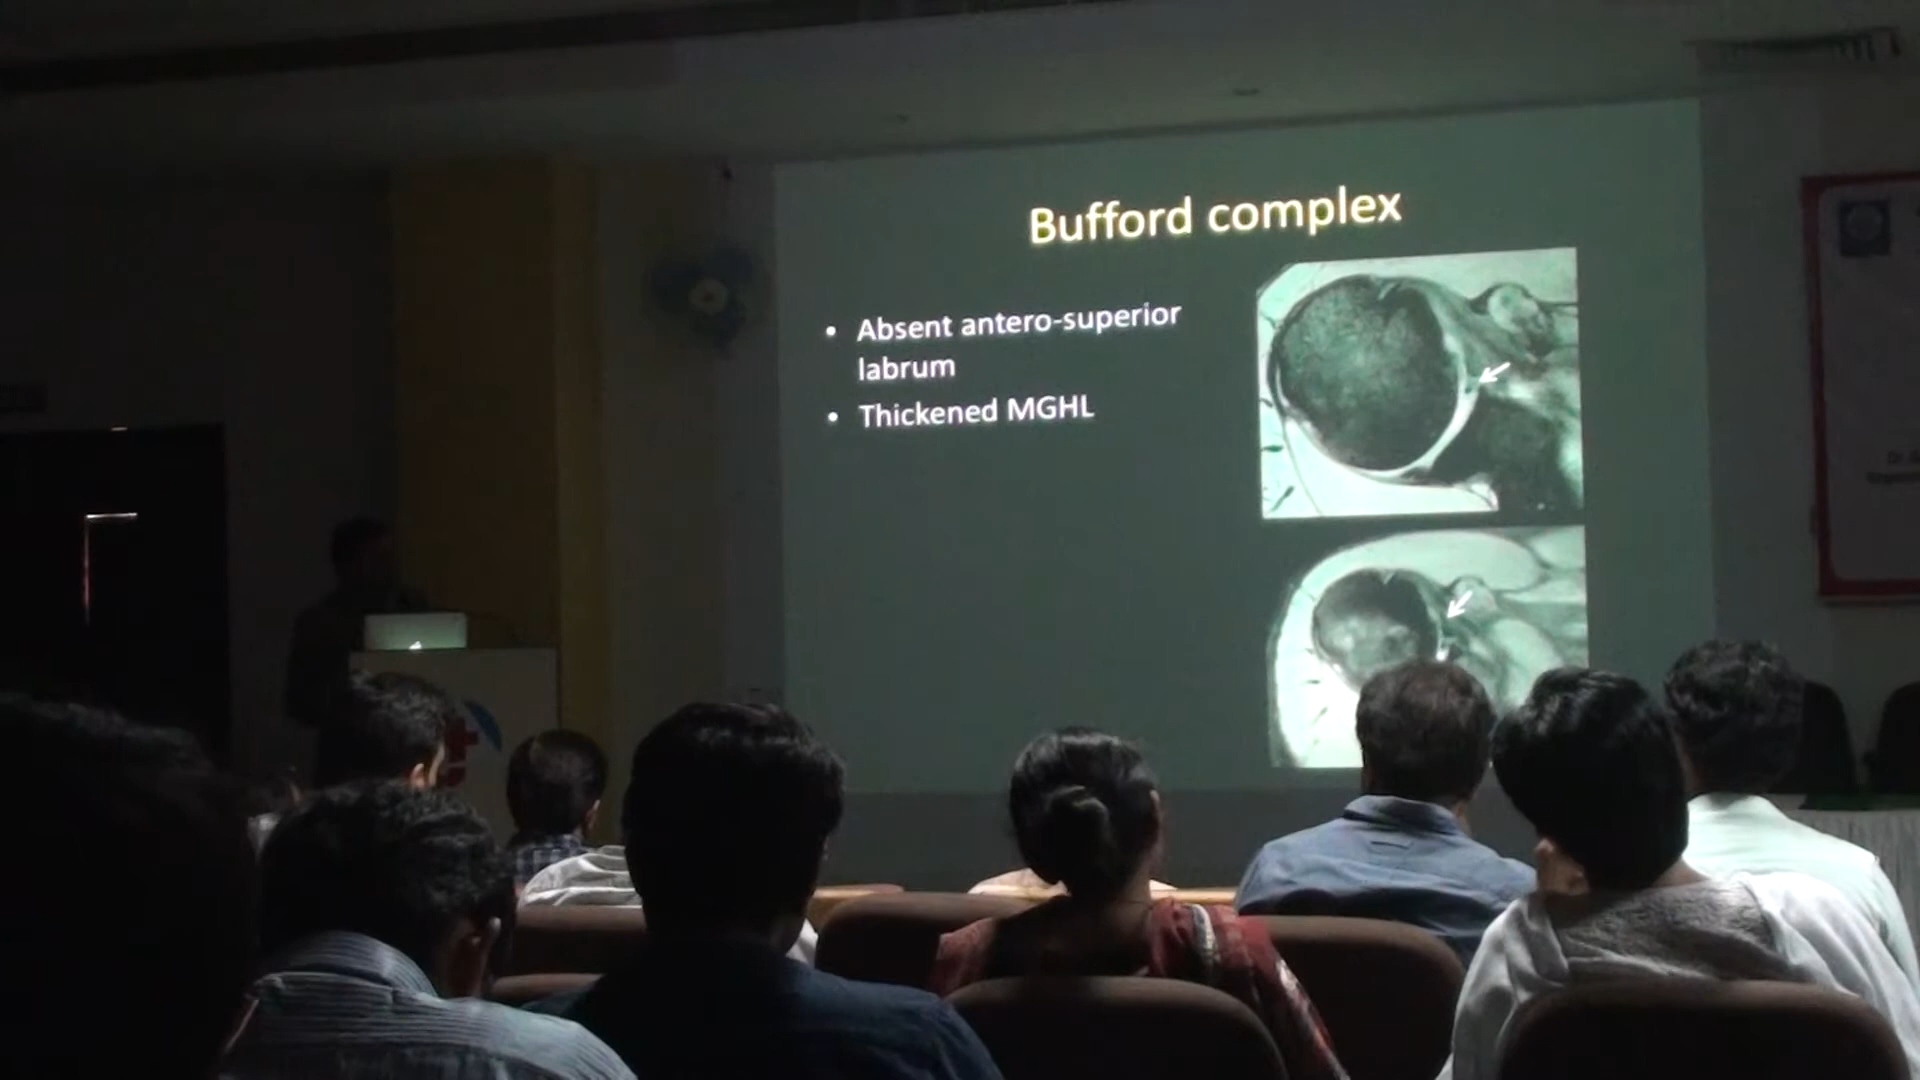 Bufford complex
• Absent antero-superior
labrum
• Thickened MGHL